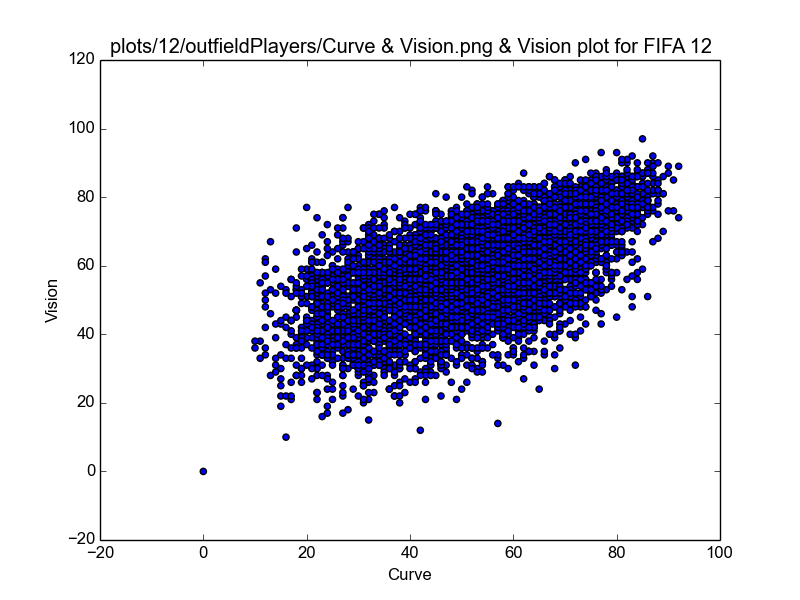 plots/12/outfieldPlayers/Curve & Vision.png & Vision plot for FIFA 12
120
100
80
60
40
20
0
−20
Vision
−20 0 20 40 60 80 100
Curve